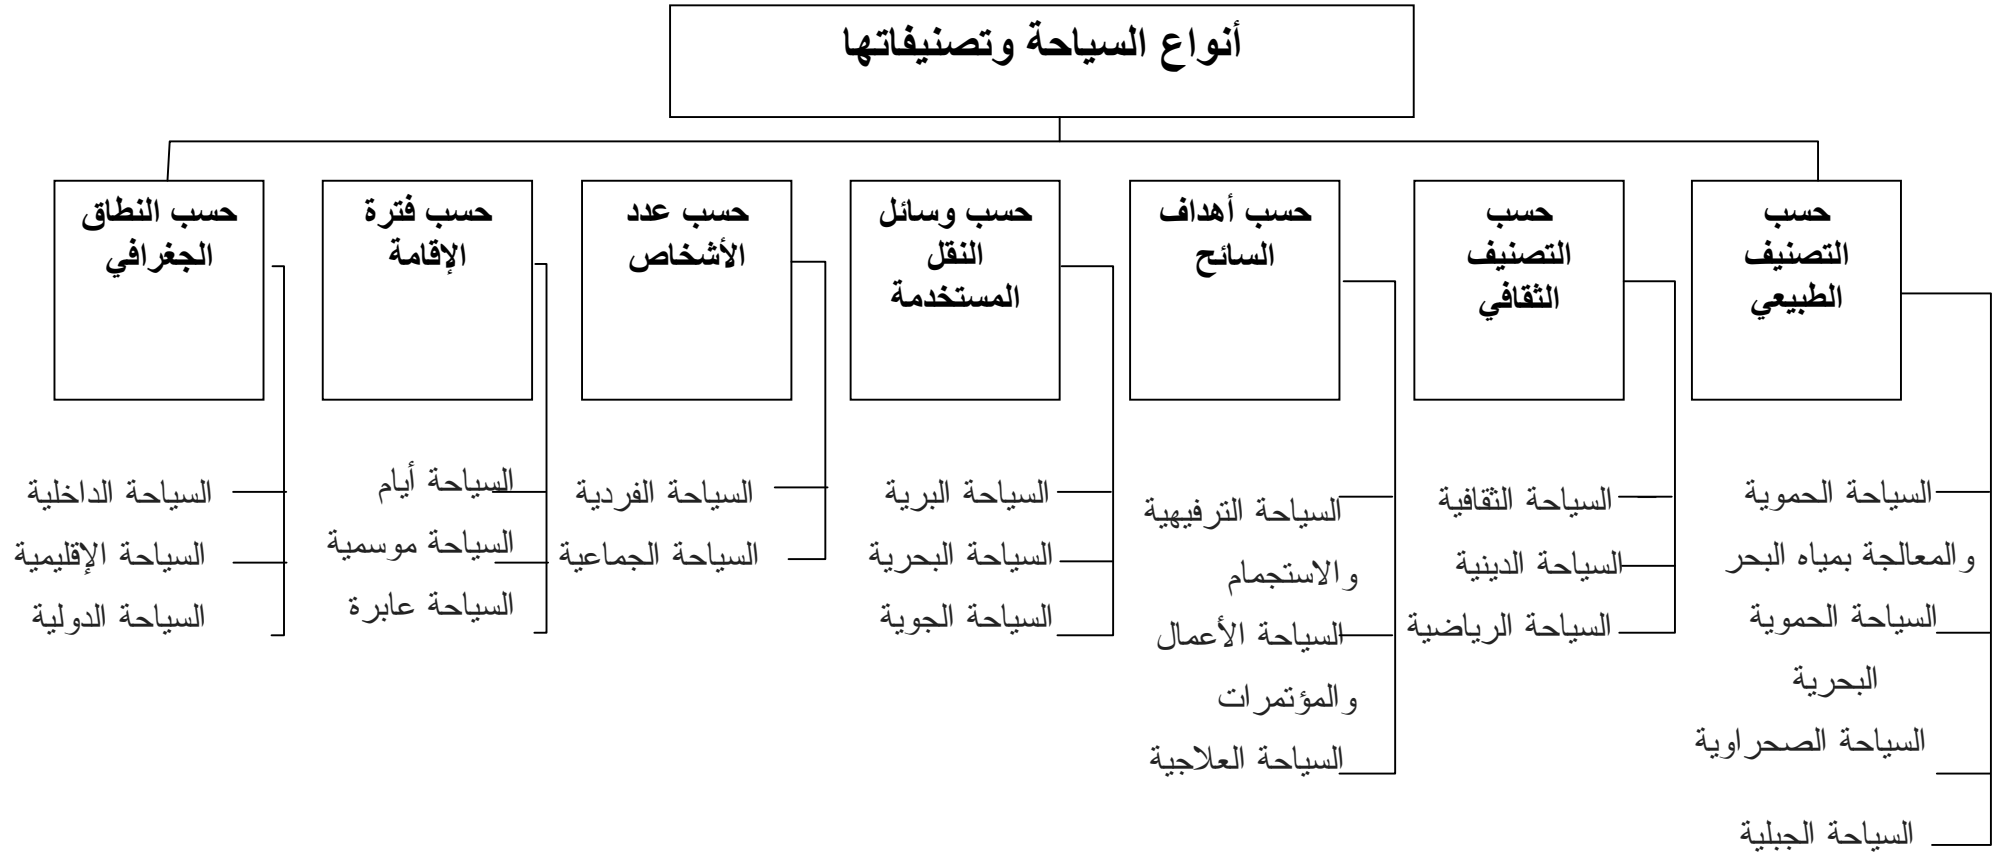 أنواع السياحة وتصنيفاتها
حسب
التصنيف
الطبيعي
السياحة الحموية
والمعالجة بمياه البحر
السياحة الحموية
البحرية
السياحة الصحراوية
السياحة الجبلية
حسب
التصنيف
الثقافي
السياحة الثقافية
السياحة الدينية
السياحة الرياضية
حسب أهداف
السائح
السياحة الترفيهية
والاستجمام
السياحة الأعمال
والمؤتمرات
السياحة العلاجية
حسب وسائل
النقل
المستخدمة
السياحة البرية
السياحة البحرية
السياحة الجوية
حسب عدد
الأشخاص
السياحة الفردية
السياحة الجماعية
حسب فترة
الإقامة
السياحة أيام
السياحة موسمية
السياحة عابرة
حسب النطاق
الجغرافي
السياحة الداخلية
السياحة الإقليمية
السياحة الدولية